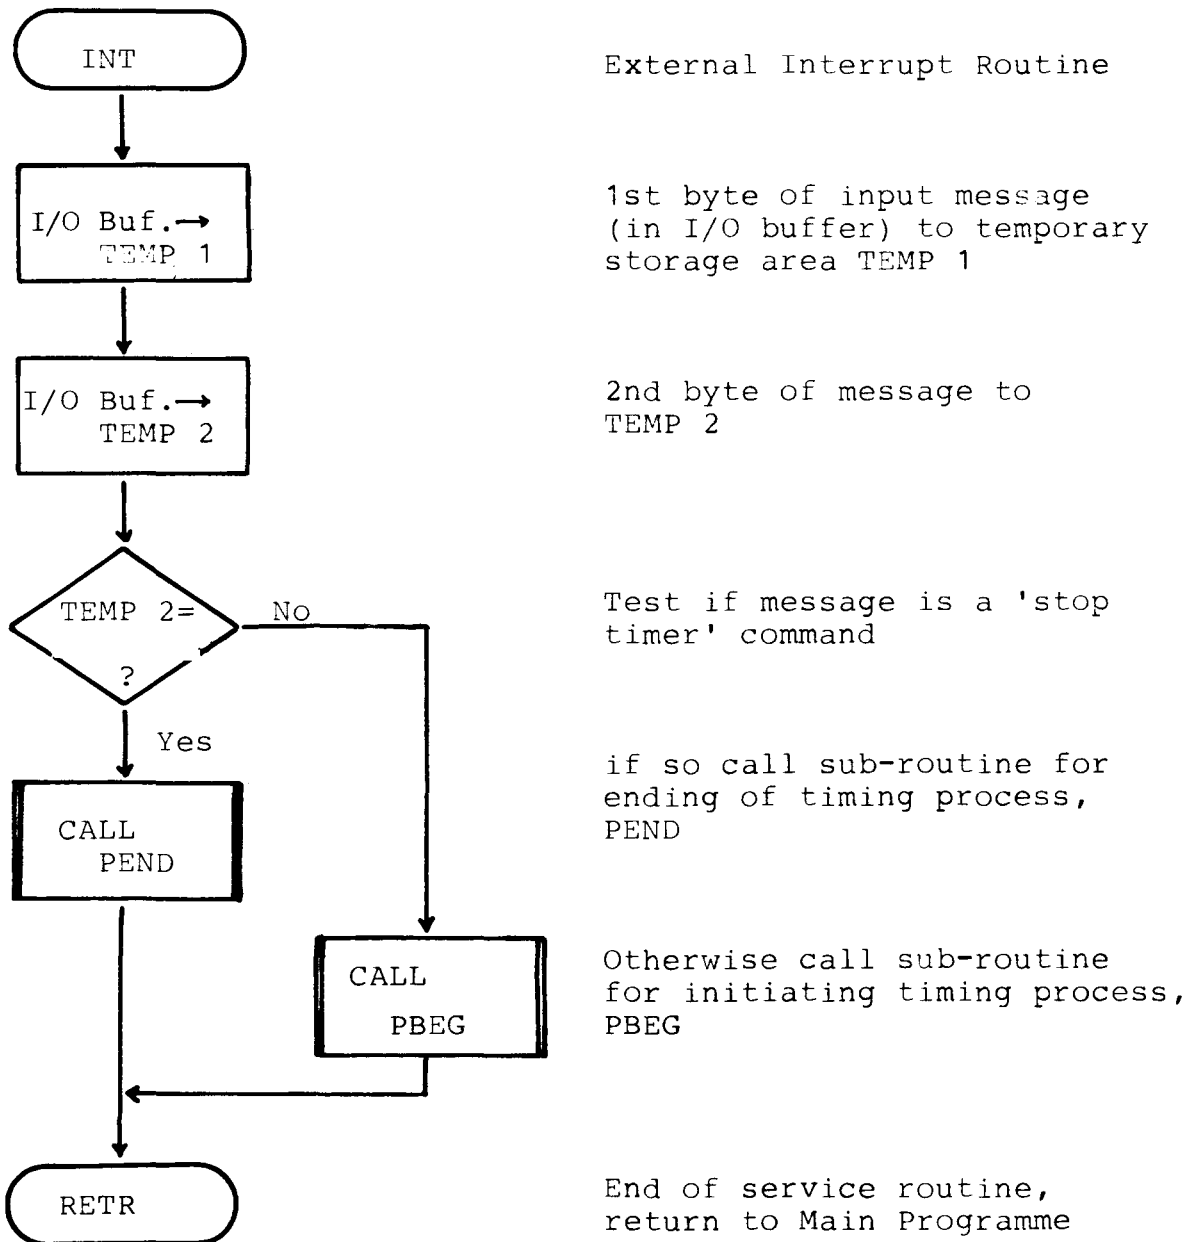 INT
External Interrupt Routine
I/O Buf.→
TEMP 1
1st byte of input message
(in I/O buffer) to temporary
storage area TEMP 1
I/O Buf.→
TEMP 2
2nd byte of message to
TEMP 2
TEMP 2=
?
No
Yes
Test if message is a 'stop
timer' command
CALL
PEND
if so call sub-routine for
ending of timing process,
PEND
CALL
PBEG
Otherwise call sub-routine
for initiating timing process,
PBEG
RETR
End of service routine,
return to Main Programme